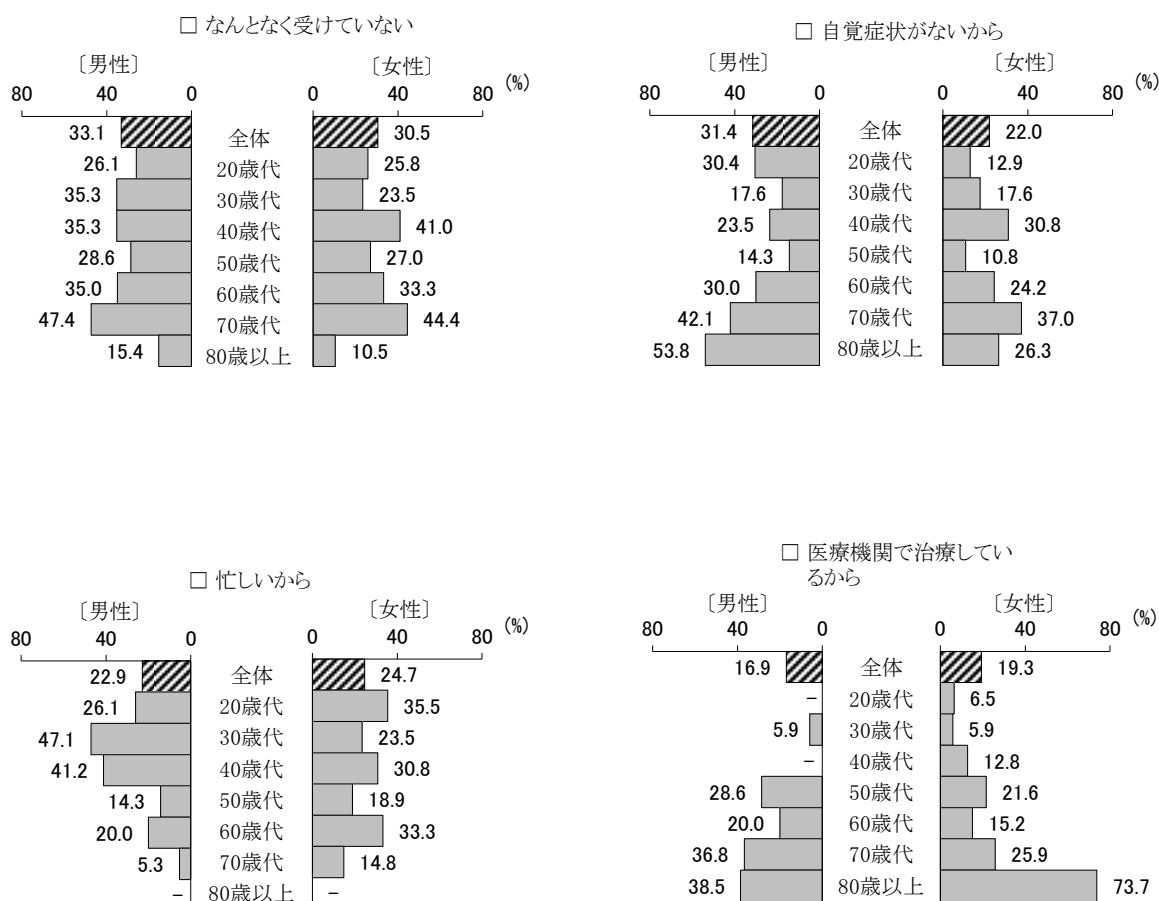 □ なんとなく受けていない
〔男性〕 〔女性〕
80 40 0 0 40 80 (%)
33.1 全体 30.5
26.1 20歳代 25.8
35.3 30歳代 23.5
35.3 40歳代 41.0
28.6 50歳代 27.0
35.0 60歳代 33.3
47.4 70歳代 44.4
15.4 80歳以上 10.5
□ 自覚症状がないから
〔男性〕 〔女性〕
80 40 0 0 40 80 (%)
31.4 全体 22.0
30.4 20歳代 12.9
17.6 30歳代 17.6
23.5 40歳代 30.8
14.3 50歳代 10.8
30.0 60歳代 24.2
42.1 70歳代 37.0
53.8 80歳以上 26.3
□ 忙しいから
〔男性〕 〔女性〕
80 40 0 0 40 80 (%)
22.9 全体 24.7
26.1 20歳代 35.5
47.1 30歳代 23.5
41.2 40歳代 30.8
14.3 50歳代 18.9
20.0 60歳代 33.3
5.3 70歳代 14.8
- 80歳以上 -
□ 医療機関で治療してい
るから
〔男性〕 〔女性〕
80 40 0 0 40 80 (%)
16.9 全体 19.3
- 20歳代 6.5
5.9 30歳代 5.9
- 40歳代 12.8
28.6 50歳代 21.6
20.0 60歳代 15.2
36.8 70歳代 25.9
38.5 80歳以上 73.7